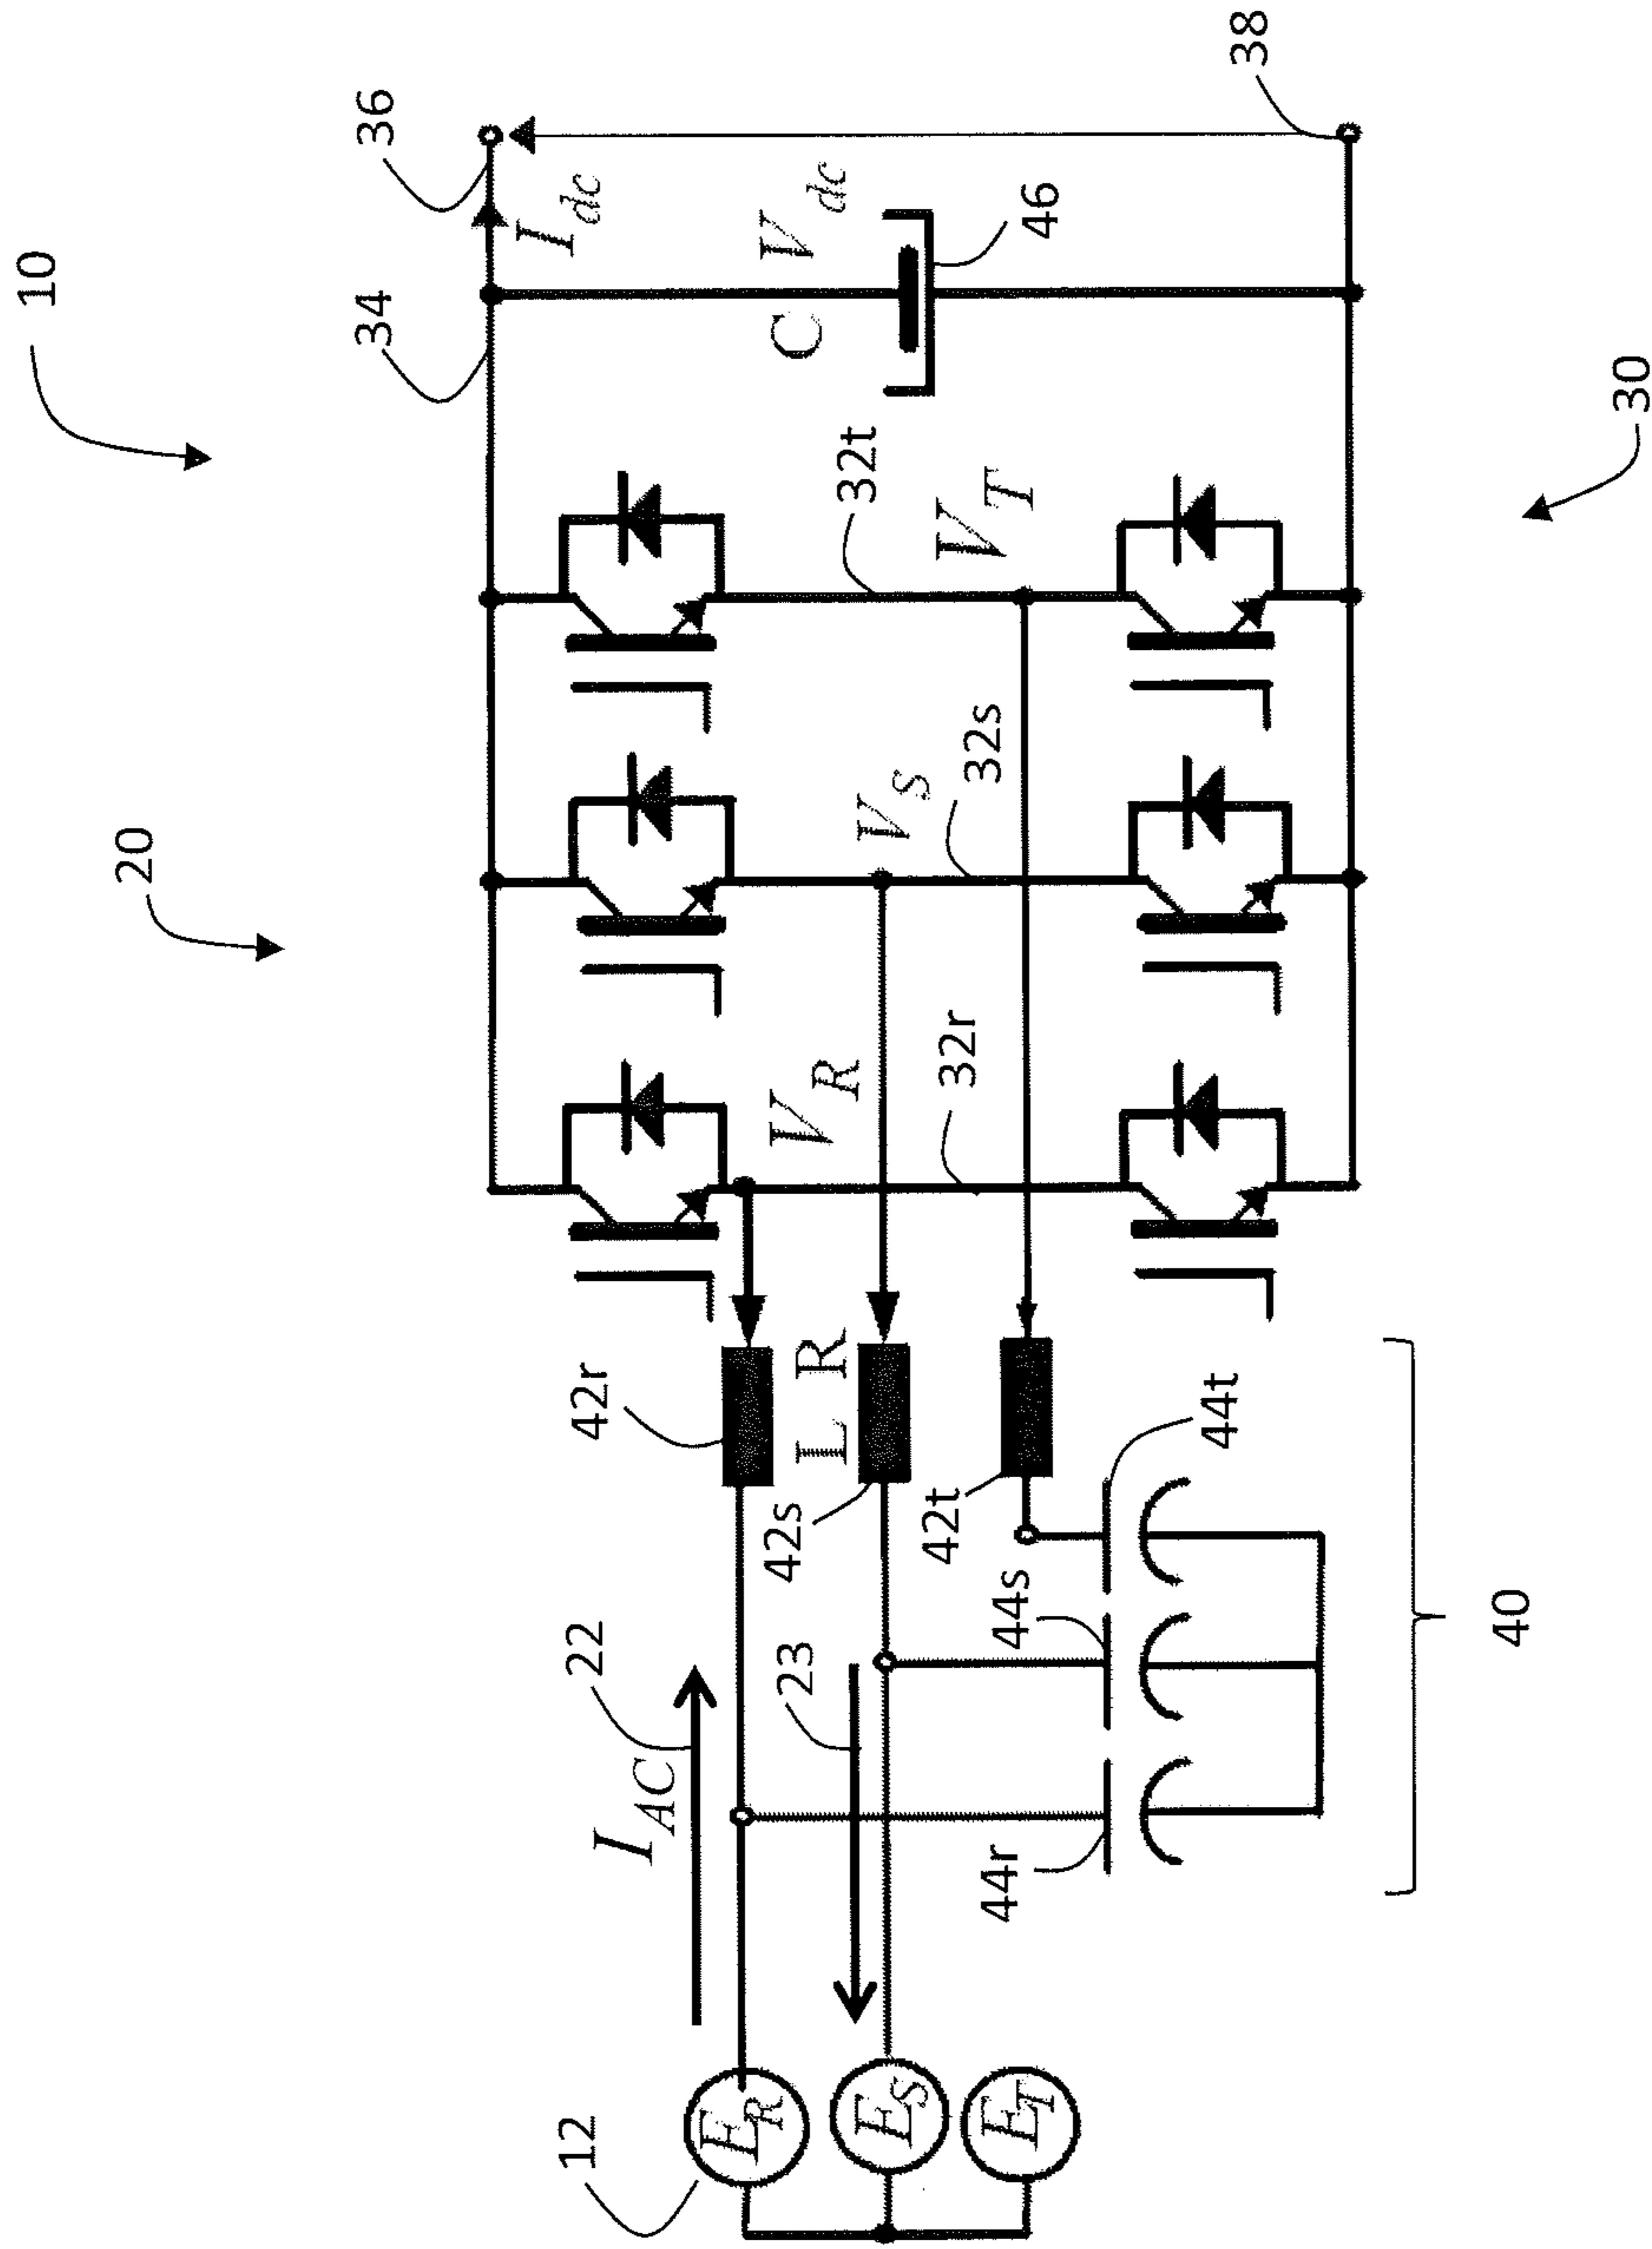 10
20
34
36
38
I_dc
V_dc
C
46
32t
V_T
V_S
32s
V_R
32r
30
42r
L R
42s
42t
44t
44s
44r
40
22
I_AC
23
12
E_R
E_S
E_T